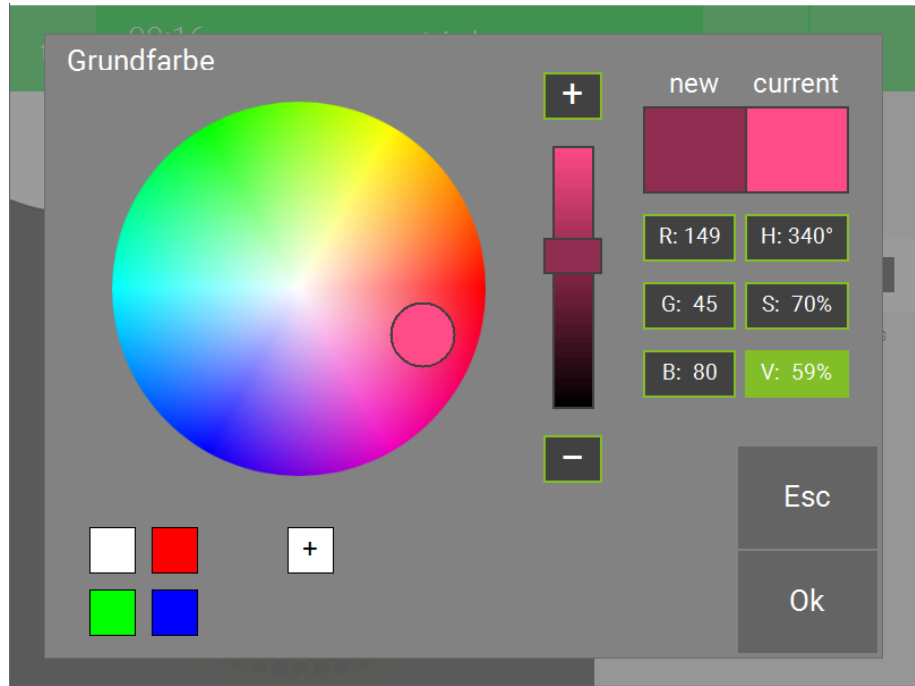 Grundfarbe
+
new current
R: 149 H: 340°
G: 45 S: 70%
B: 80 V: 59%
−
Esc
+
Ok